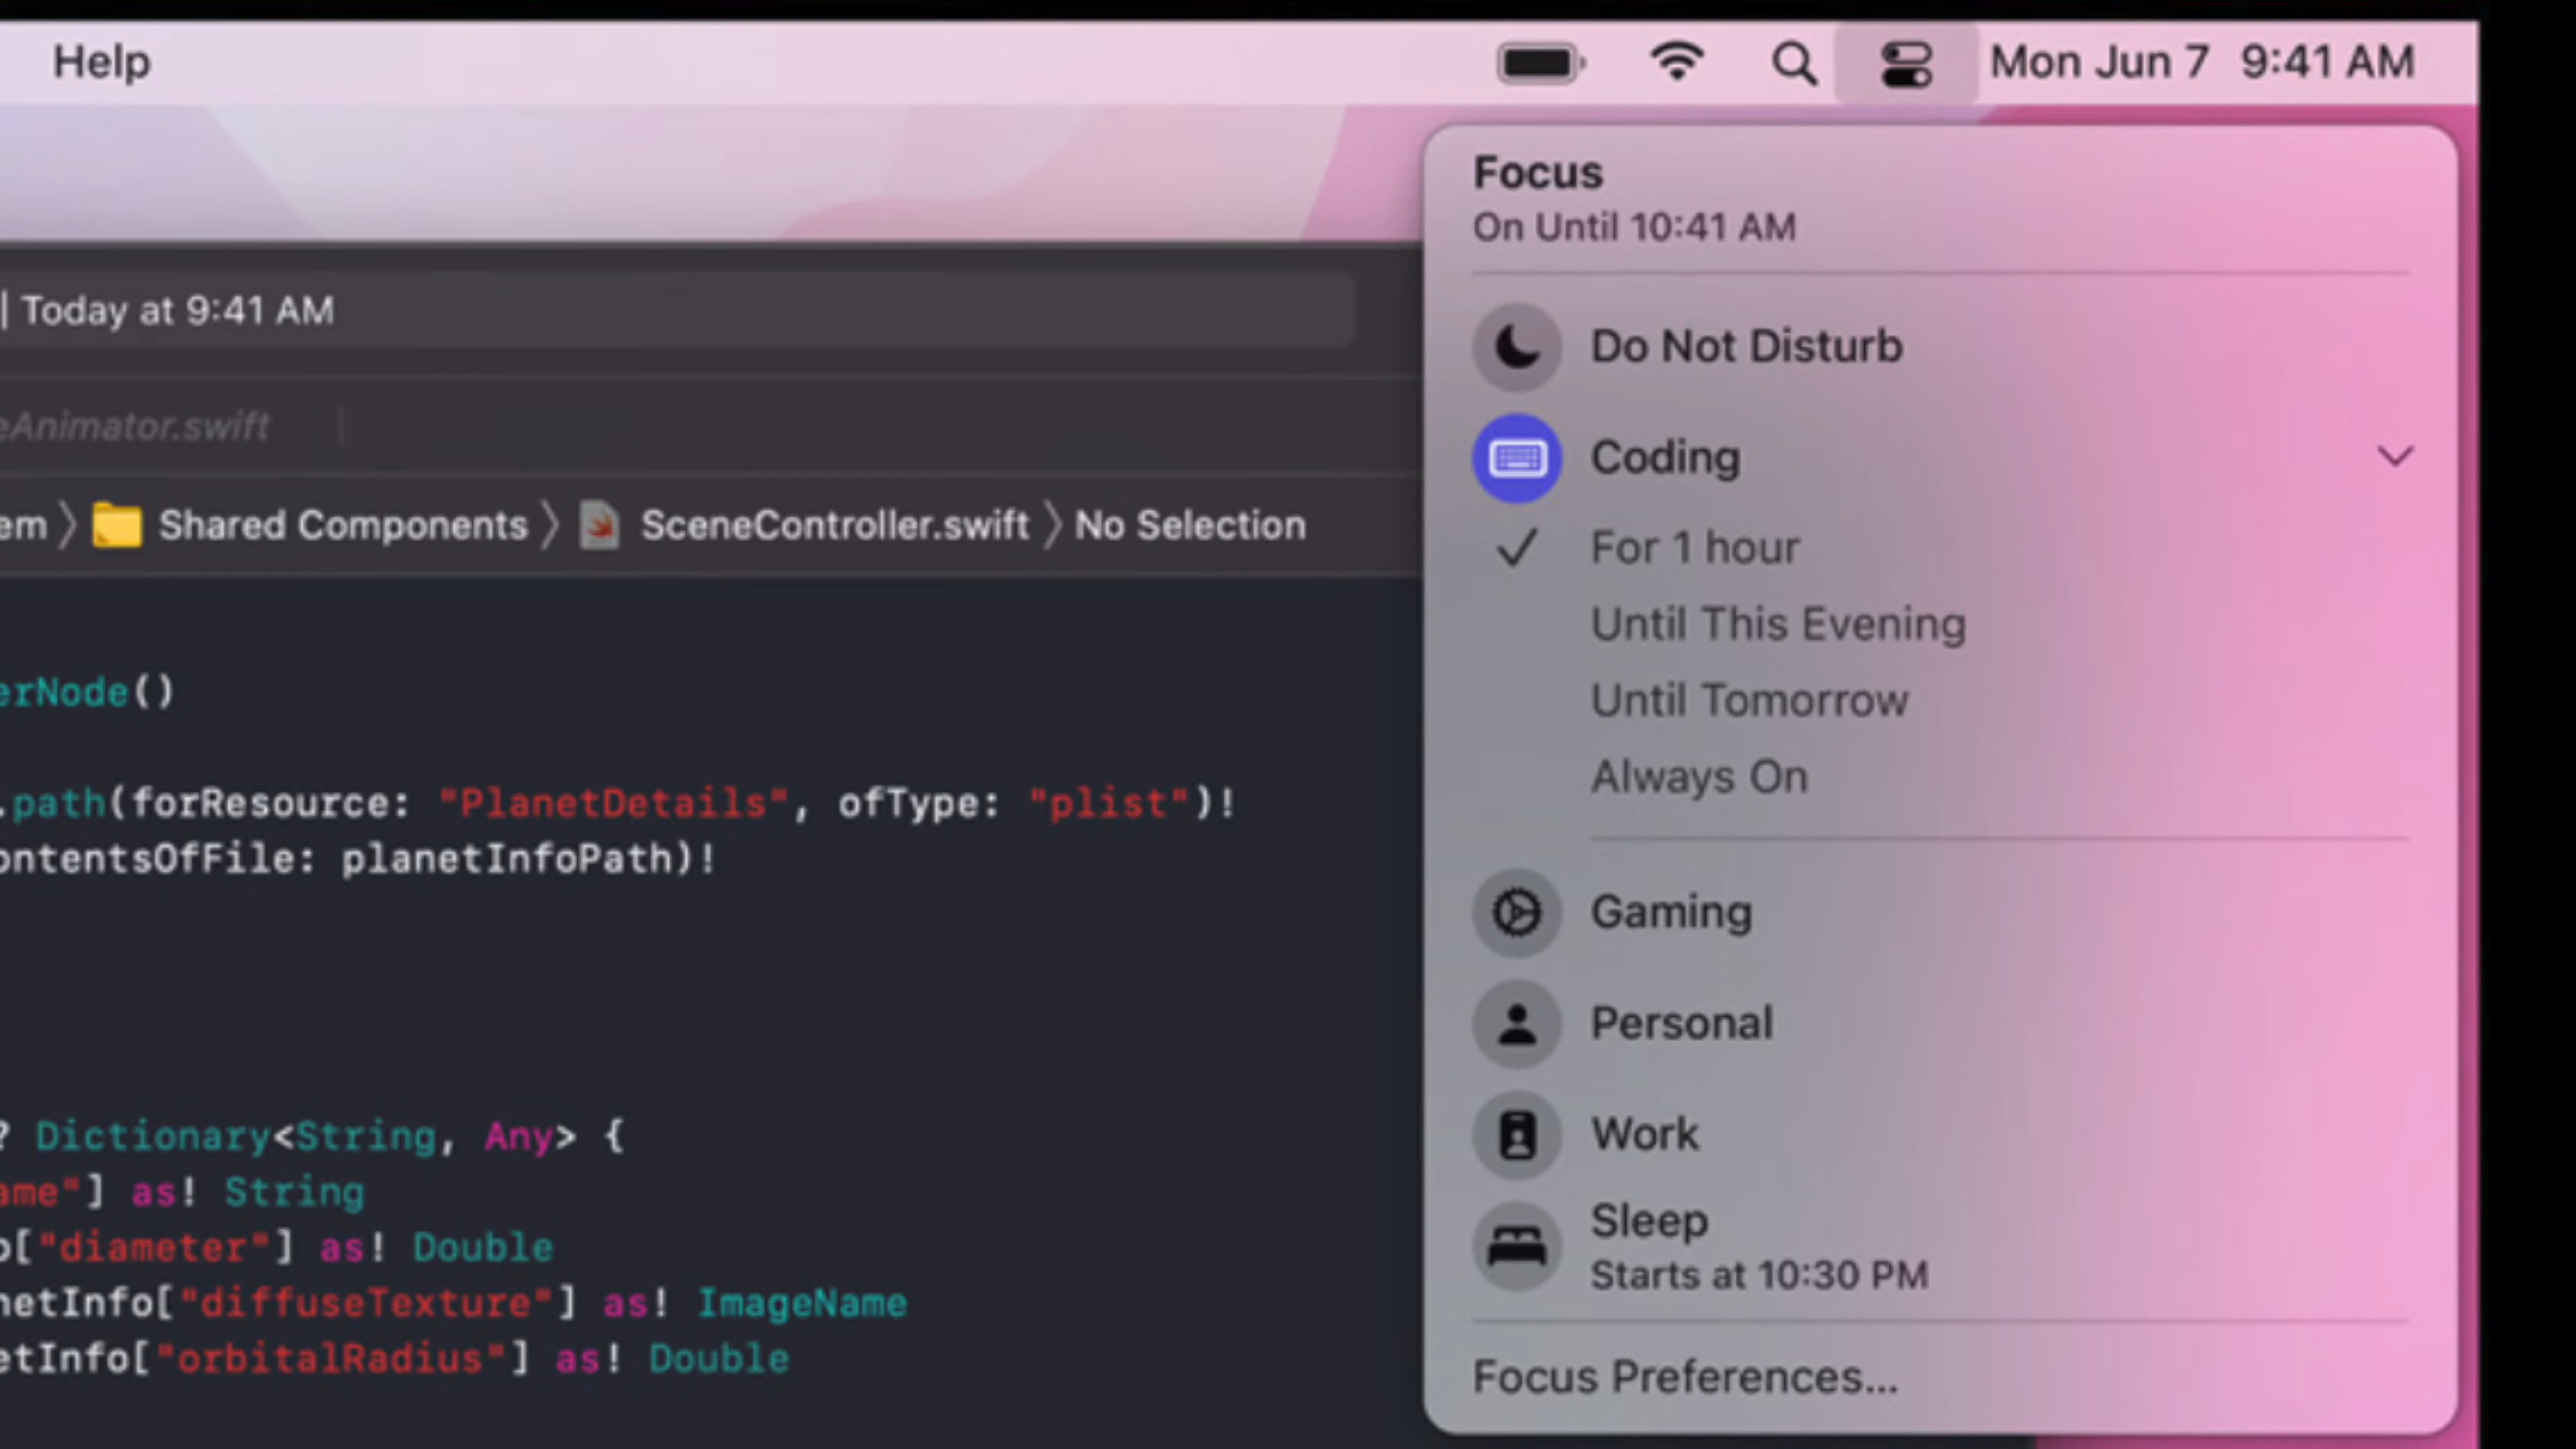 Help
Mon Jun 7 9:41 AM
Focus
On Until 10:41 AM
Do Not Disturb
Coding
For 1 hour
Until This Evening
Until Tomorrow
Always On
Gaming
Personal
Work
Sleep
Starts at 10:30 PM
Focus Preferences...
| Today at 9:41 AM
eAnimator.swift
em 〉 Shared Components 〉 SceneController.swift 〉 No Selection
erNode()
.path(forResource: "PlanetDetails", ofType: "plist")!
ontentsOfFile: planetInfoPath)!
? Dictionary<String, Any> {
ame"] as! String
o["diameter"] as! Double
netInfo["diffuseTexture"] as! ImageName
etInfo["orbitalRadius"] as! Double